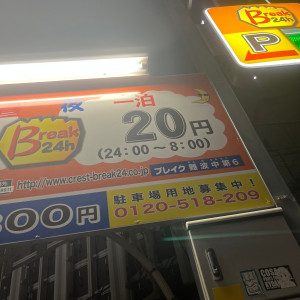 Break
24h
P
一泊
Break
24h
20円
(24:00～8:00)
http://www.crest-break24.co.jp
ブレイク 難波中第6
300円
駐車場用地募集中!
0120-518-209